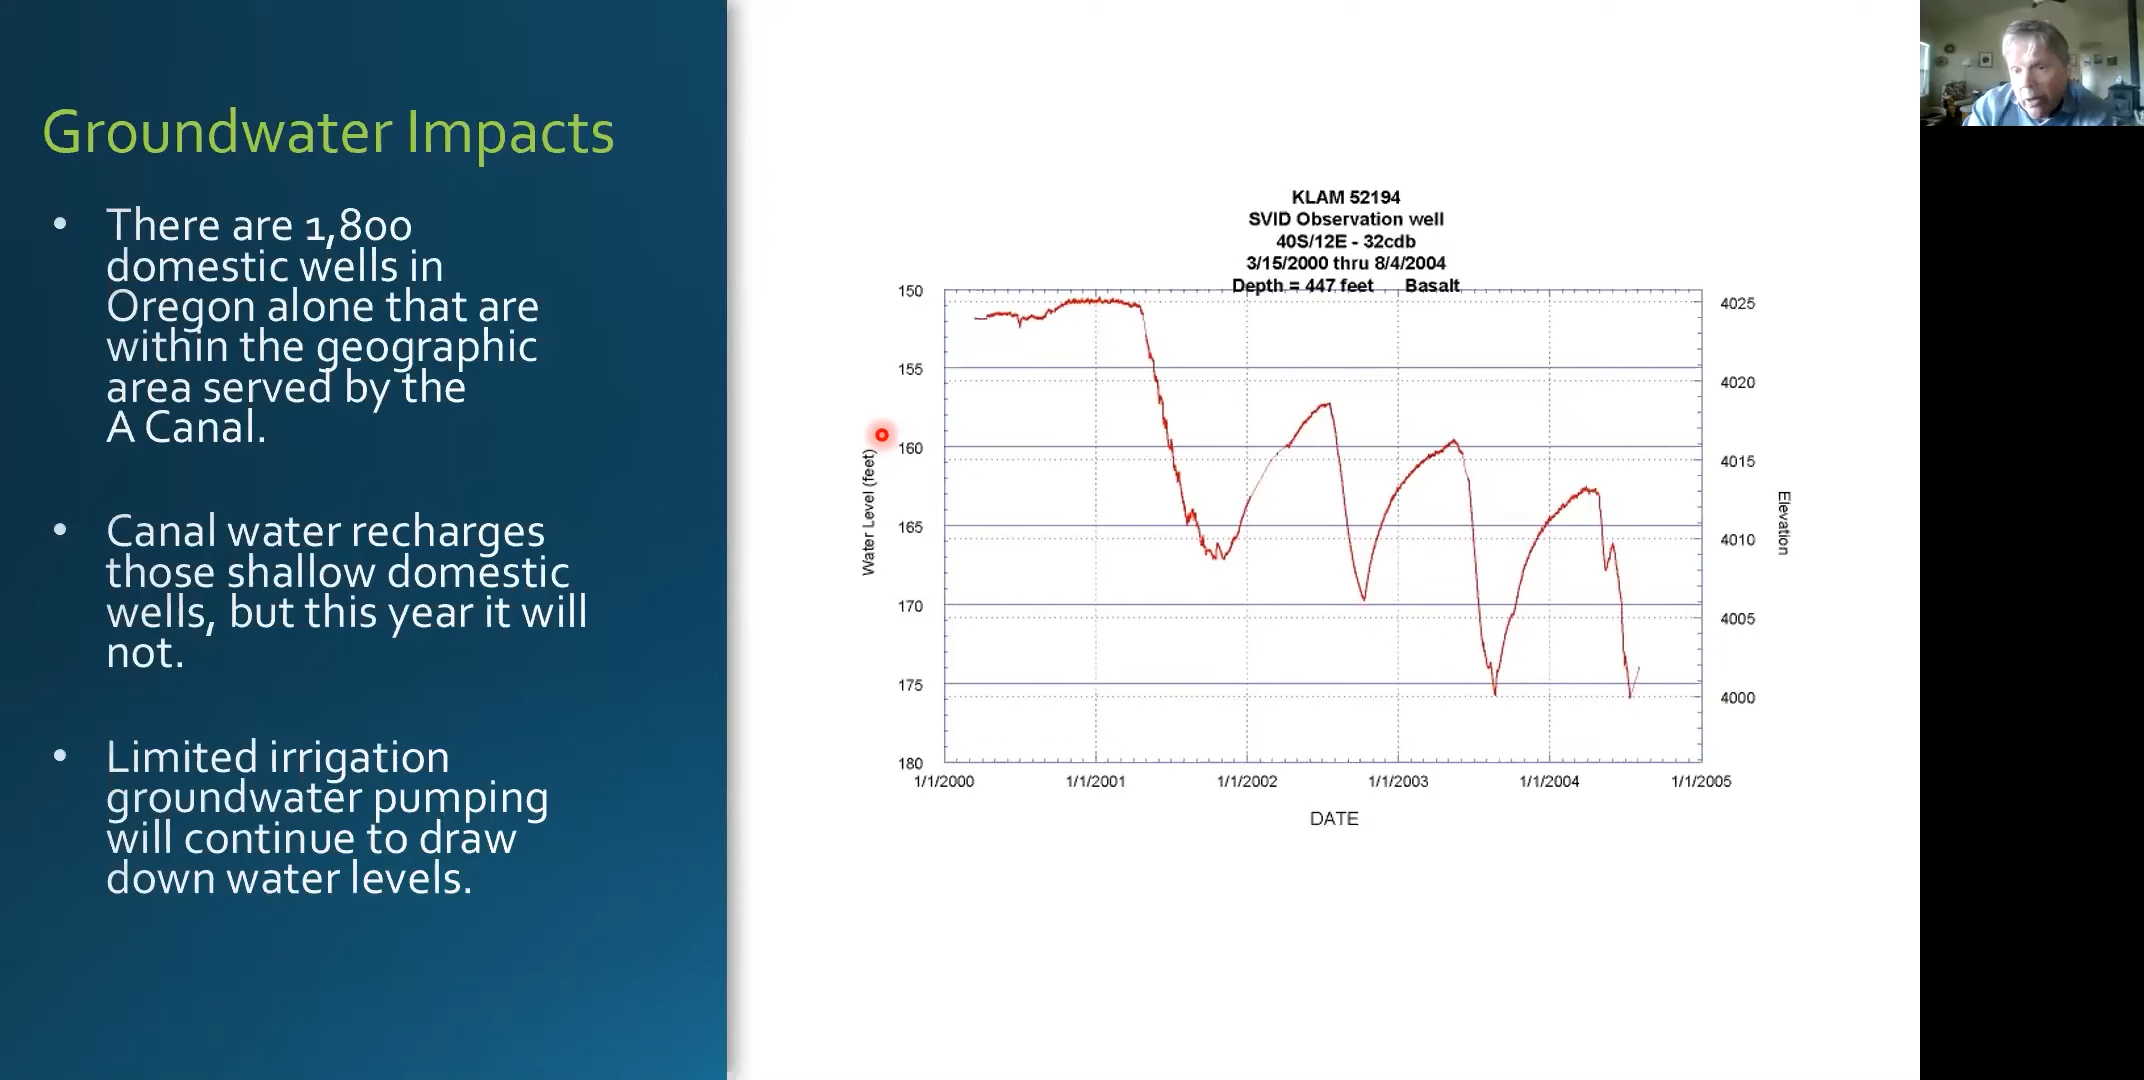 Groundwater Impacts
• There are 1,800
domestic wells in
Oregon alone that are
within the geographic
area served by the
A Canal.
• Canal water recharges
those shallow domestic
wells, but this year it will
not.
• Limited irrigation
groundwater pumping
will continue to draw
down water levels.
KLAM 52194
SVID Observation well
40S/12E - 32cdb
3/15/2000 thru 8/4/2004
Depth = 447 feet Basalt
Water Level (feet)
150
155
160
165
170
175
180
4025
4020
4015
4010
4005
4000
Elevation
1/1/2000 1/1/2001 1/1/2002 1/1/2003 1/1/2004 1/1/2005
DATE